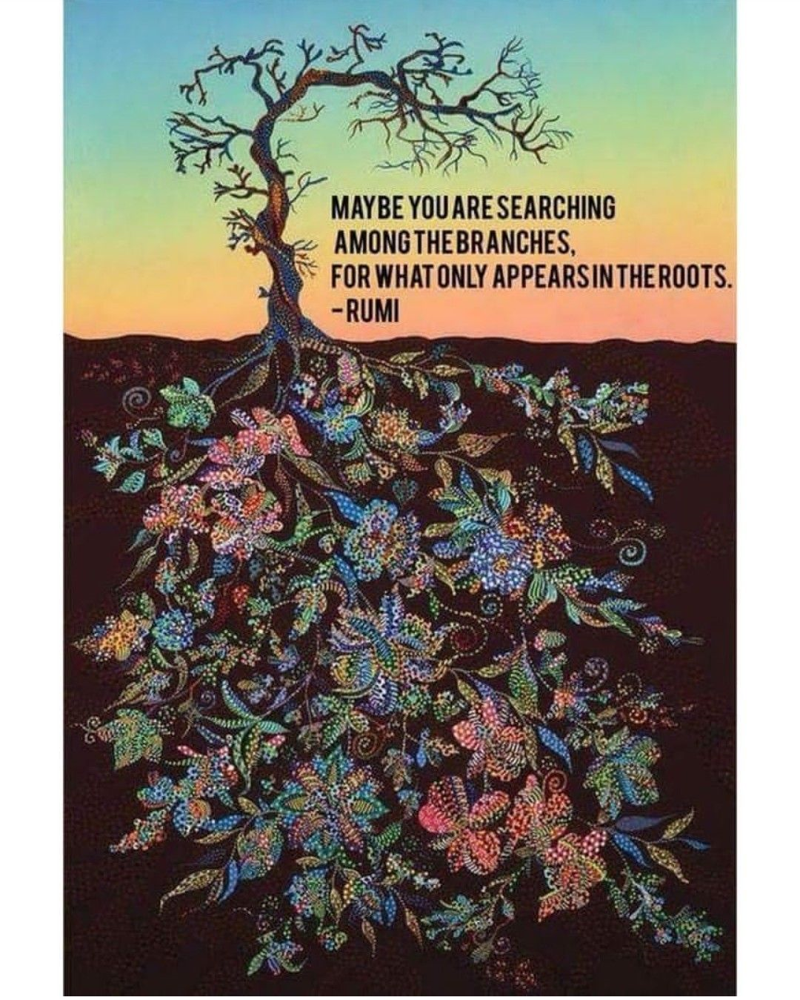 MAYBE YOU ARE SEARCHING
AMONG THE BRANCHES,
FOR WHAT ONLY APPEARS IN THE ROOTS.
- RUMI